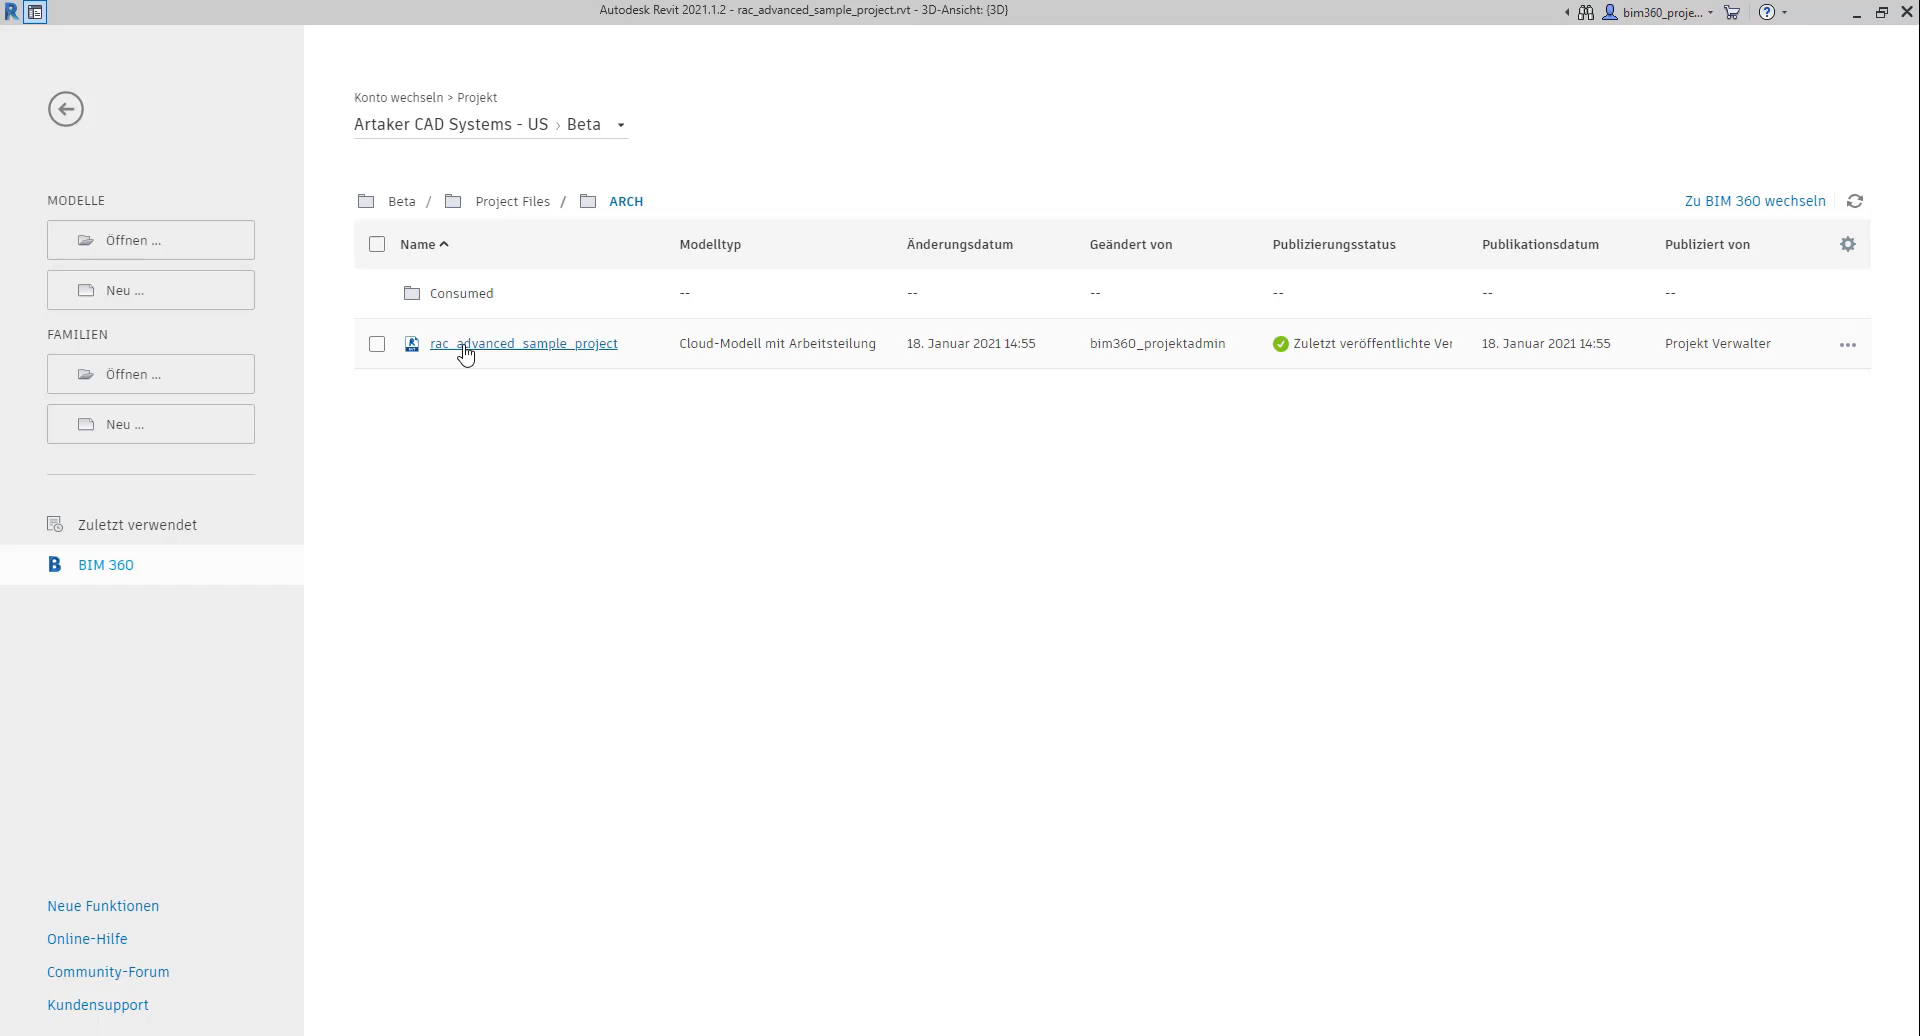 Autodesk Revit 2021.1.2 - rac_advanced_sample_project.rvt - 3D-Ansicht: {3D}
bim360_proje...
Konto wechseln > Projekt
Artaker CAD Systems - US › Beta
MODELLE
Öffnen ...
Neu ...
FAMILIEN
Öffnen ...
Neu ...
Zuletzt verwendet
BIM 360
Neue Funktionen
Online-Hilfe
Community-Forum
Kundensupport
Beta / Project Files / ARCH
Zu BIM 360 wechseln
Name Modelltyp Änderungsdatum Geändert von Publizierungsstatus Publikationsdatum Publiziert von
Consumed -- -- -- -- -- --
rac_advanced_sample_project Cloud-Modell mit Arbeitsteilung 18. Januar 2021 14:55 bim360_projektadmin Zuletzt veröffentlichte Ver 18. Januar 2021 14:55 Projekt Verwalter